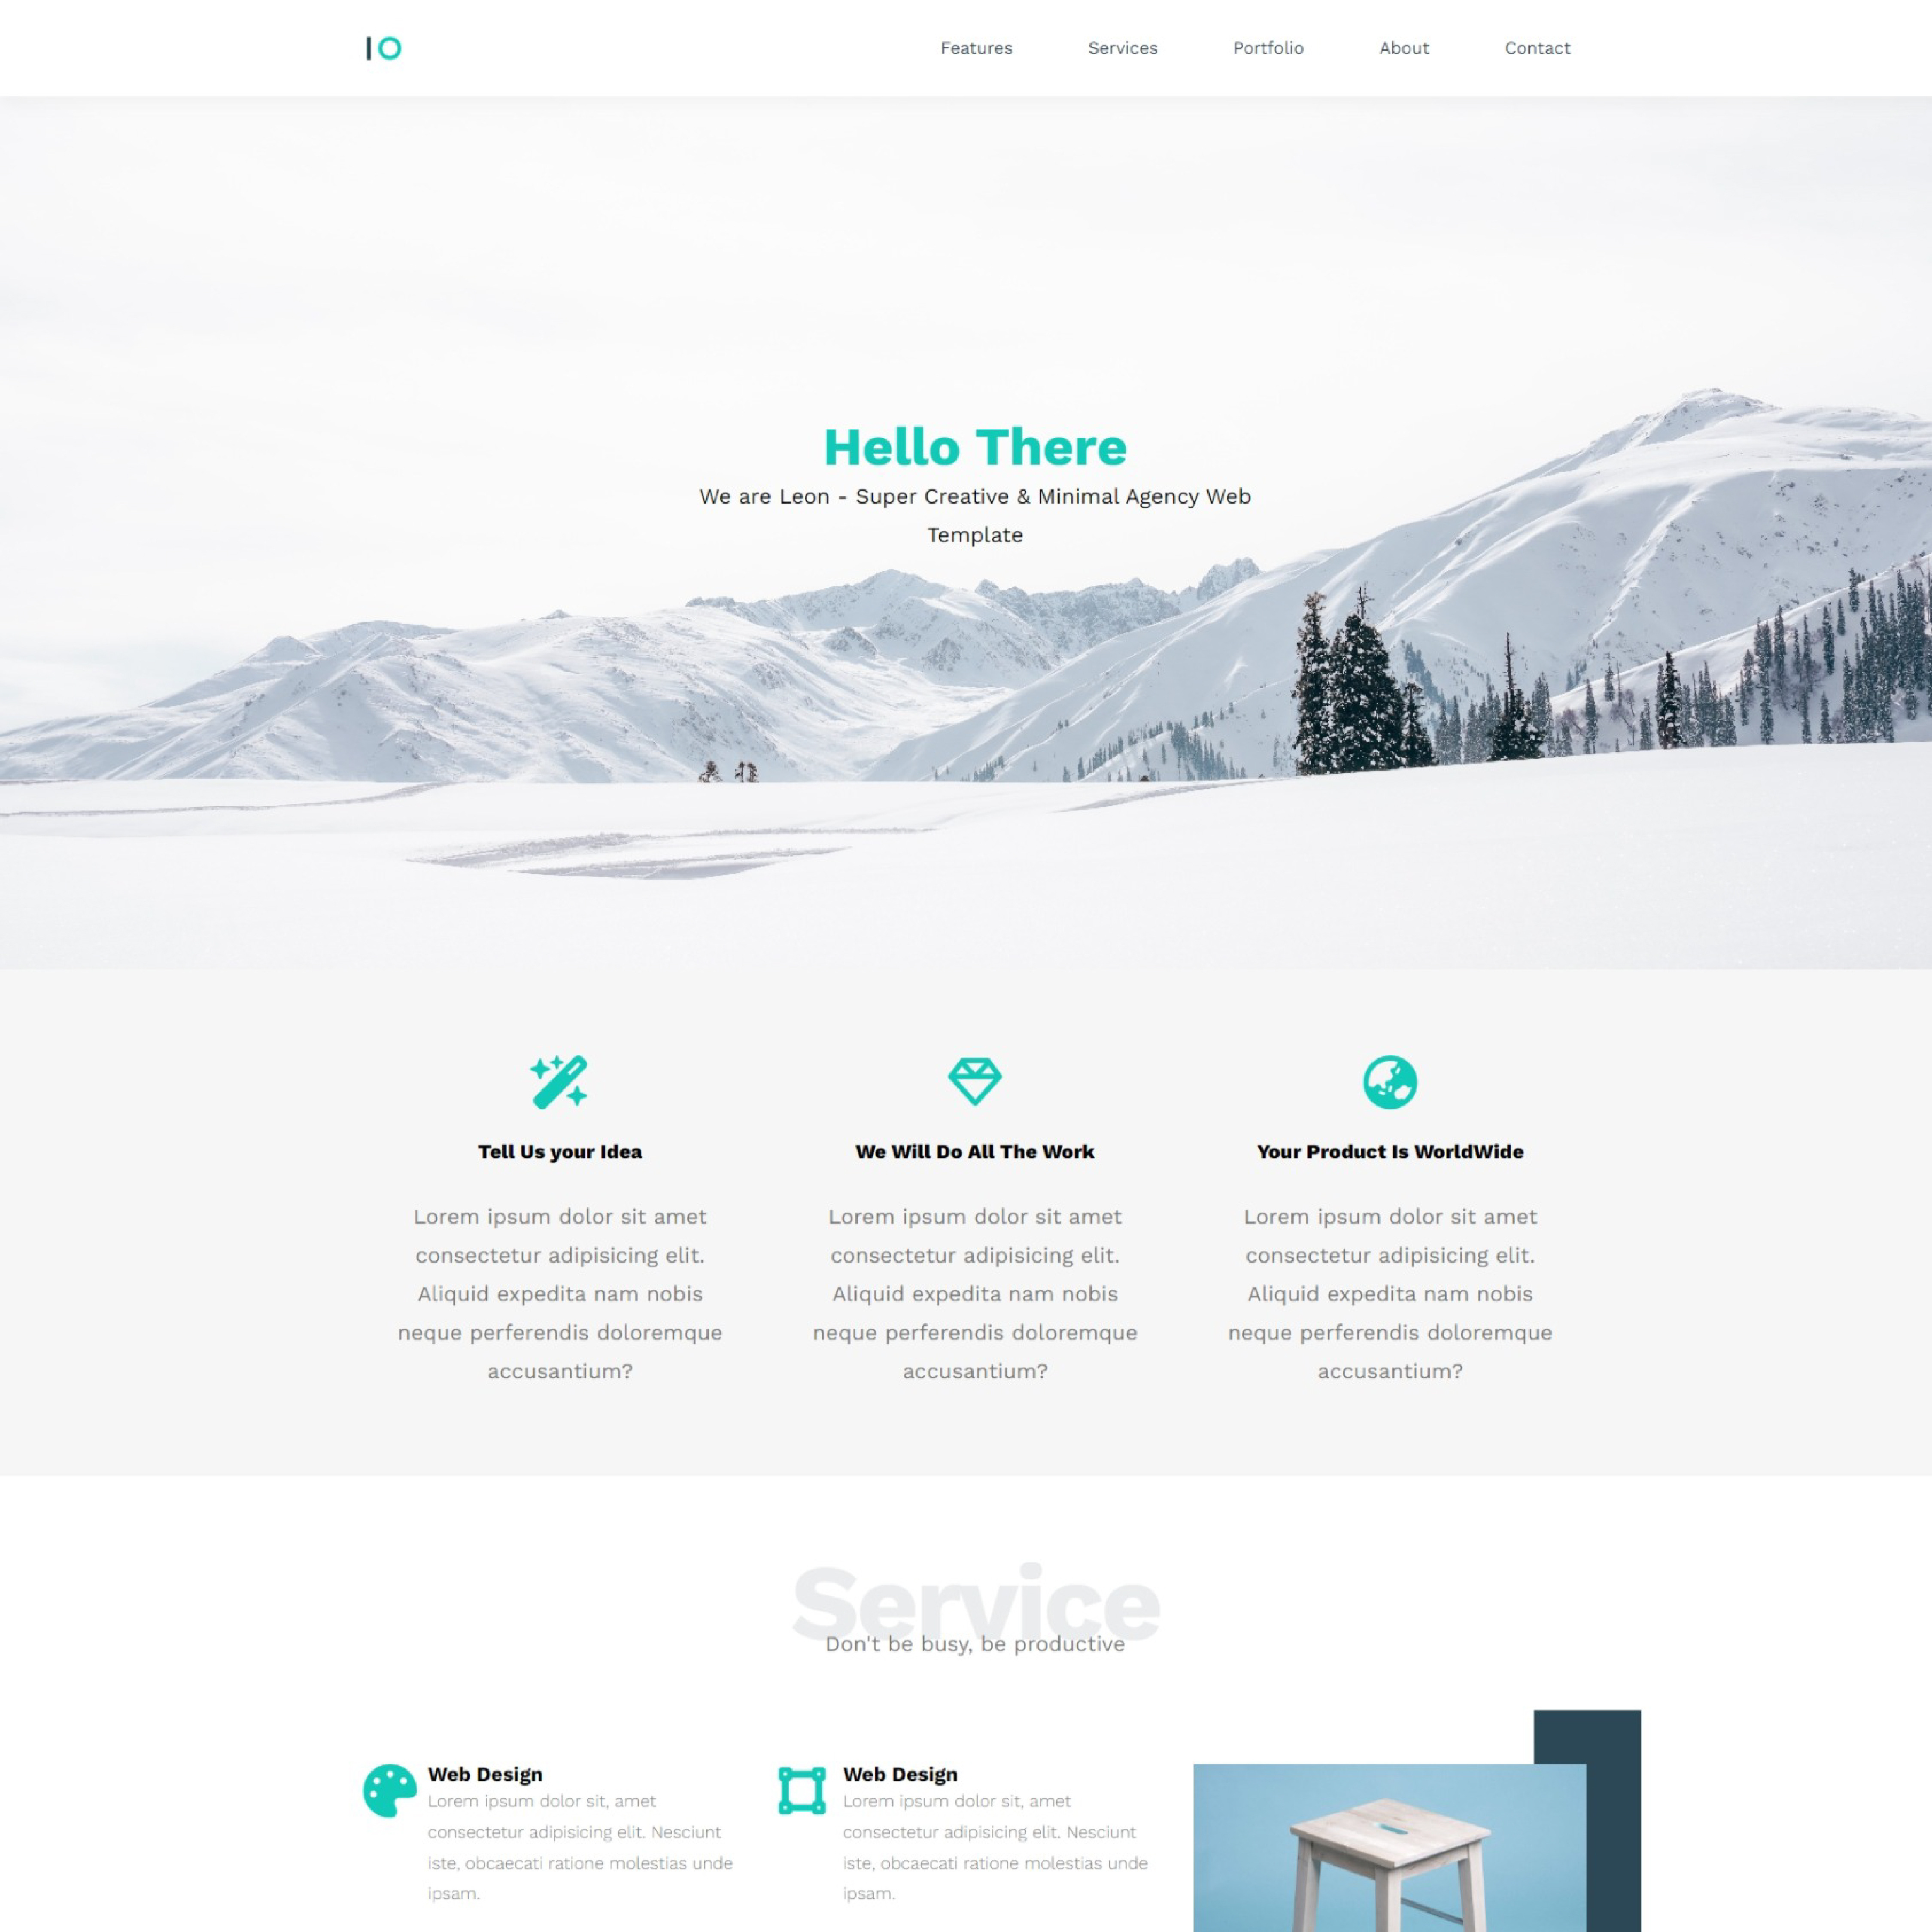 IO
Features Services Portfolio About Contact
Hello There
We are Leon - Super Creative & Minimal Agency Web
Template
Tell Us your Idea
Lorem ipsum dolor sit amet
consectetur adipisicing elit.
Aliquid expedita nam nobis
neque perferendis doloremque
accusantium?
We Will Do All The Work
Lorem ipsum dolor sit amet
consectetur adipisicing elit.
Aliquid expedita nam nobis
neque perferendis doloremque
accusantium?
Your Product Is WorldWide
Lorem ipsum dolor sit amet
consectetur adipisicing elit.
Aliquid expedita nam nobis
neque perferendis doloremque
accusantium?
Service
Don't be busy, be productive
Web Design
Lorem ipsum dolor sit, amet
consectetur adipisicing elit. Nesciunt
iste, obcaecati ratione molestias unde
ipsam.
Web Design
Lorem ipsum dolor sit, amet
consectetur adipisicing elit. Nesciunt
iste, obcaecati ratione molestias unde
ipsam.